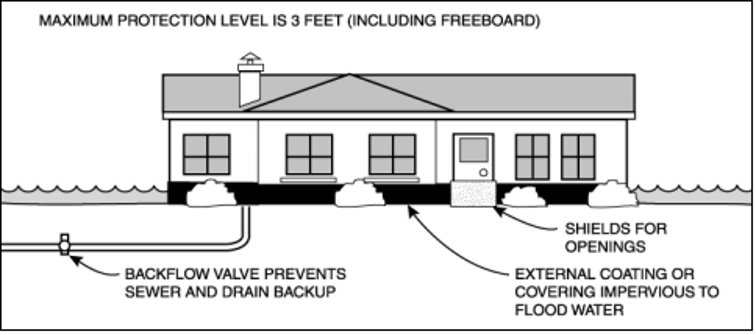 MAXIMUM PROTECTION LEVEL IS 3 FEET (INCLUDING FREEBOARD)
SHIELDS FOR
OPENINGS
BACKFLOW VALVE PREVENTS
SEWER AND DRAIN BACKUP
EXTERNAL COATING OR
COVERING IMPERVIOUS TO
FLOOD WATER